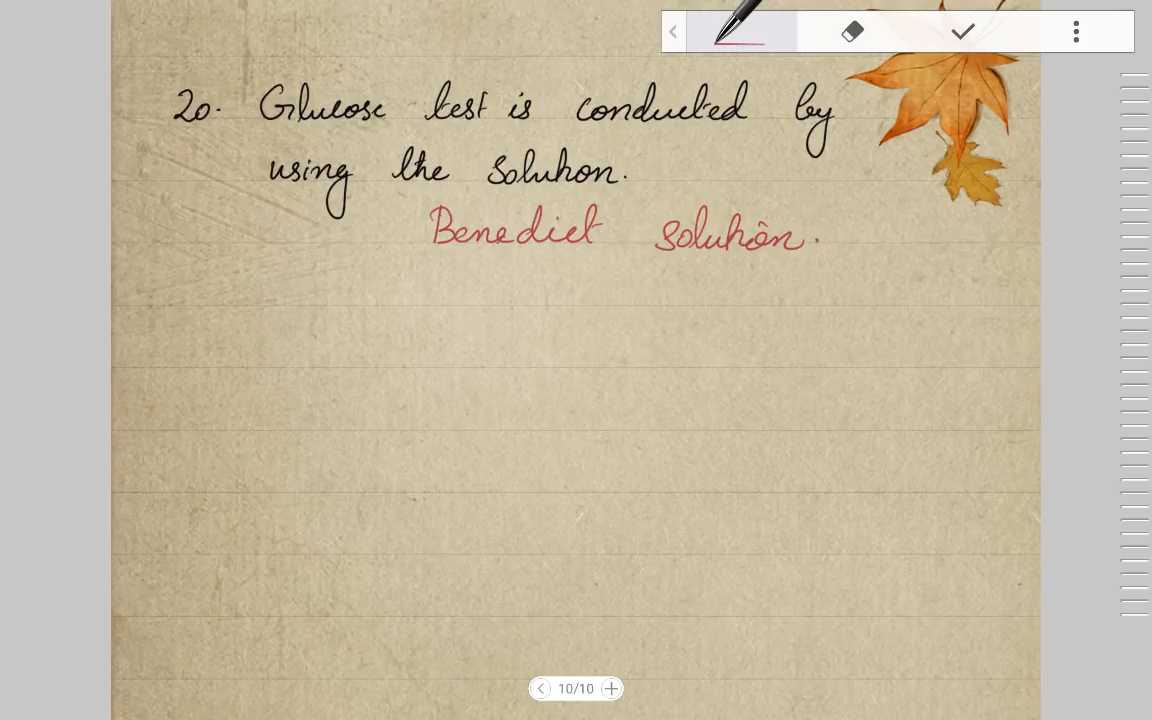 20. Glucose test is conducted by
using the solution.
Benedict solution.
10/10